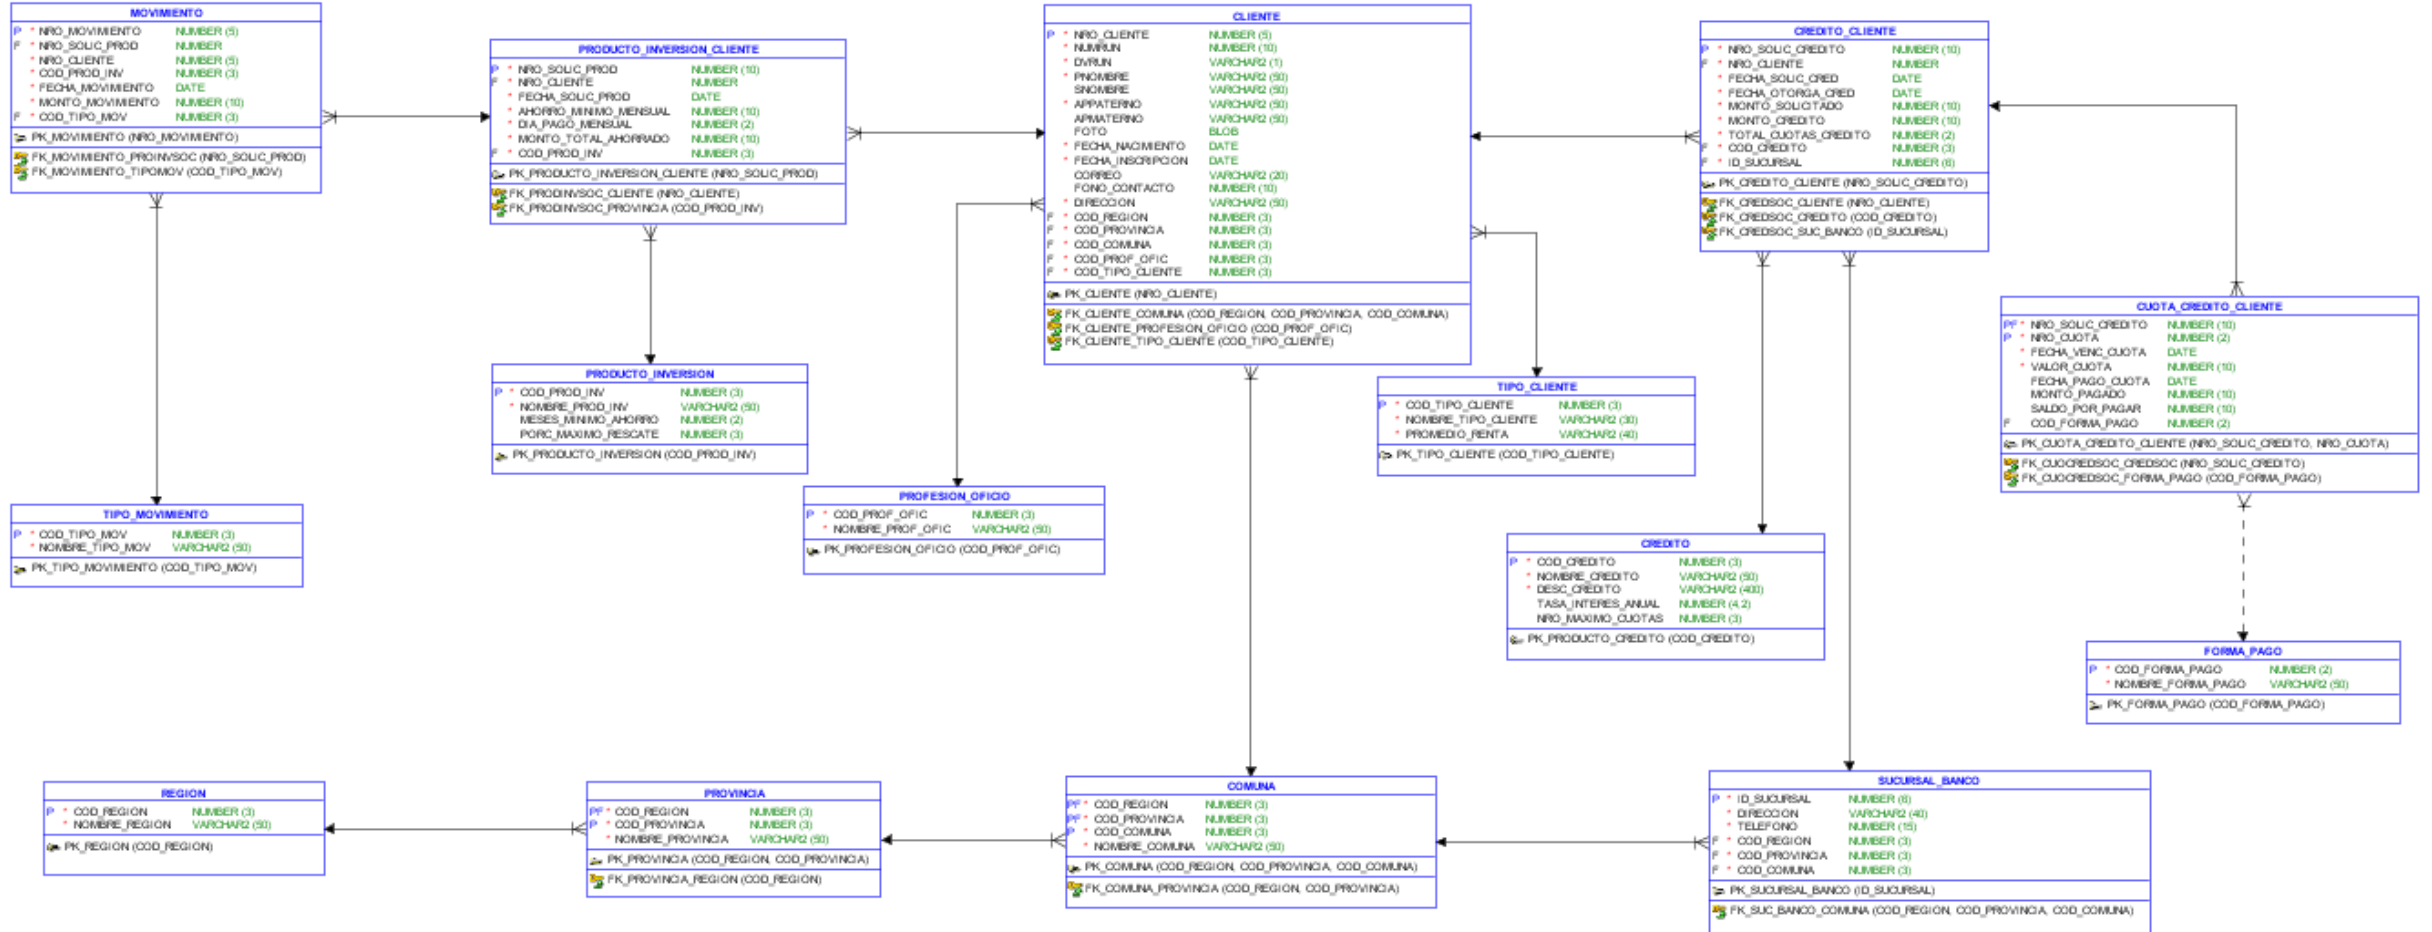 MOVIMIENTO
P * NRO_MOVIMIENTO NUMBER (5)
F * NRO_SOLIC_PROD NUMBER
* NRO_CLIENTE NUMBER (5)
* COD_PROD_INV NUMBER (3)
* FECHA_MOVIMIENTO DATE
* MONTO_MOVIMIENTO NUMBER (10)
F * COD_TIPO_MOV NUMBER (3)
PK_MOVIMIENTO (NRO_MOVIMIENTO)
FK_MOVIMIENTO_PROINVSOC (NRO_SOLIC_PROD)
FK_MOVIMIENTO_TIPOMOV (COD_TIPO_MOV)
PRODUCTO_INVERSION_CLIENTE
P * NRO_SOLIC_PROD NUMBER (10)
F * NRO_CLIENTE NUMBER
* FECHA_SOLIC_PROD DATE
* AHORRO_MINIMO_MENSUAL NUMBER (10)
* DIA_PAGO_MENSUAL NUMBER (2)
* MONTO_TOTAL_AHORRADO NUMBER (10)
F * COD_PROD_INV NUMBER (3)
PK_PRODUCTO_INVERSION_CLIENTE (NRO_SOLIC_PROD)
FK_PRODINVSOC_CLIENTE (NRO_CLIENTE)
FK_PRODINVSOC_PROVINCIA (COD_PROD_INV)
CLIENTE
P * NRO_CLIENTE NUMBER (5)
* NUMRUN NUMBER (10)
* DVRUN VARCHAR2 (1)
* PNOMBRE VARCHAR2 (50)
SNOMBRE VARCHAR2 (50)
* APPATERNO VARCHAR2 (50)
APMATERNO VARCHAR2 (50)
FOTO BLOB
* FECHA_NACIMIENTO DATE
* FECHA_INSCRIPCION DATE
CORREO VARCHAR2 (20)
FONO_CONTACTO NUMBER (10)
* DIRECCION VARCHAR2 (50)
F * COD_REGION NUMBER (3)
F * COD_PROVINCIA NUMBER (3)
F * COD_COMUNA NUMBER (3)
F * COD_PROF_OFIC NUMBER (3)
F * COD_TIPO_CLIENTE NUMBER (3)
PK_CLIENTE (NRO_CLIENTE)
FK_CLIENTE_COMUNA (COD_REGION, COD_PROVINCIA, COD_COMUNA)
FK_CLIENTE_PROFESION_OFICIO (COD_PROF_OFIC)
FK_CLIENTE_TIPO_CLIENTE (COD_TIPO_CLIENTE)
CREDITO_CLIENTE
P * NRO_SOLIC_CREDITO NUMBER (10)
F * NRO_CLIENTE NUMBER
* FECHA_SOLIC_CRED DATE
* FECHA_OTORGA_CRED DATE
* MONTO_SOLICITADO NUMBER (10)
* MONTO_CREDITO NUMBER (10)
* TOTAL_CUOTAS_CREDITO NUMBER (2)
F * COD_CREDITO NUMBER (3)
F * ID_SUCURSAL NUMBER (6)
PK_CREDITO_CLIENTE (NRO_SOLIC_CREDITO)
FK_CREDSOC_CLIENTE (NRO_CLIENTE)
FK_CREDSOC_CREDITO (COD_CREDITO)
FK_CREDSOC_SUC_BANCO (ID_SUCURSAL)
CUOTA_CREDITO_CLIENTE
PF * NRO_SOLIC_CREDITO NUMBER (10)
P * NRO_CUOTA NUMBER (2)
* FECHA_VENC_CUOTA DATE
* VALOR_CUOTA NUMBER (10)
FECHA_PAGO_CUOTA DATE
MONTO_PAGADO NUMBER (10)
SALDO_POR_PAGAR NUMBER (10)
F COD_FORMA_PAGO NUMBER (2)
PK_CUOTA_CREDITO_CLIENTE (NRO_SOLIC_CREDITO, NRO_CUOTA)
FK_CUOCREDSOC_CREDSOC (NRO_SOLIC_CREDITO)
FK_CUOCREDSOC_FORMA_PAGO (COD_FORMA_PAGO)
PRODUCTO_INVERSION
P * COD_PROD_INV NUMBER (3)
* NOMBRE_PROD_INV VARCHAR2 (50)
MESES_MINIMO_AHORRO NUMBER (2)
PORC_MAXIMO_RESCATE NUMBER (3)
PK_PRODUCTO_INVERSION (COD_PROD_INV)
TIPO_CLIENTE
P * COD_TIPO_CLIENTE NUMBER (3)
* NOMBRE_TIPO_CLIENTE VARCHAR2 (30)
* PROMEDIO_RENTA VARCHAR2 (40)
PK_TIPO_CLIENTE (COD_TIPO_CLIENTE)
TIPO_MOVIMIENTO
P * COD_TIPO_MOV NUMBER (3)
* NOMBRE_TIPO_MOV VARCHAR2 (50)
PK_TIPO_MOVIMIENTO (COD_TIPO_MOV)
PROFESION_OFICIO
P * COD_PROF_OFIC NUMBER (3)
* NOMBRE_PROF_OFIC VARCHAR2 (50)
PK_PROFESION_OFICIO (COD_PROF_OFIC)
CREDITO
P * COD_CREDITO NUMBER (3)
* NOMBRE_CREDITO VARCHAR2 (50)
* DESC_CREDITO VARCHAR2 (400)
TASA_INTERES_ANUAL NUMBER (4,2)
NRO_MAXIMO_CUOTAS NUMBER (3)
PK_PRODUCTO_CREDITO (COD_CREDITO)
FORMA_PAGO
P * COD_FORMA_PAGO NUMBER (2)
* NOMBRE_FORMA_PAGO VARCHAR2 (50)
PK_FORMA_PAGO (COD_FORMA_PAGO)
REGION
P * COD_REGION NUMBER (3)
* NOMBRE_REGION VARCHAR2 (50)
PK_REGION (COD_REGION)
PROVINCIA
PF * COD_REGION NUMBER (3)
P * COD_PROVINCIA NUMBER (3)
* NOMBRE_PROVINCIA VARCHAR2 (50)
PK_PROVINCIA (COD_REGION, COD_PROVINCIA)
FK_PROVINCIA_REGION (COD_REGION)
COMUNA
PF * COD_REGION NUMBER (3)
PF * COD_PROVINCIA NUMBER (3)
P * COD_COMUNA NUMBER (3)
* NOMBRE_COMUNA VARCHAR2 (50)
PK_COMUNA (COD_REGION, COD_PROVINCIA, COD_COMUNA)
FK_COMUNA_PROVINCIA (COD_REGION, COD_PROVINCIA)
SUCURSAL_BANCO
P * ID_SUCURSAL NUMBER (6)
* DIRECCION VARCHAR2 (40)
* TELEFONO NUMBER (15)
F * COD_REGION NUMBER (3)
F * COD_PROVINCIA NUMBER (3)
F * COD_COMUNA NUMBER (3)
PK_SUCURSAL_BANCO (ID_SUCURSAL)
FK_SUC_BANCO_COMUNA (COD_REGION, COD_PROVINCIA, COD_COMUNA)